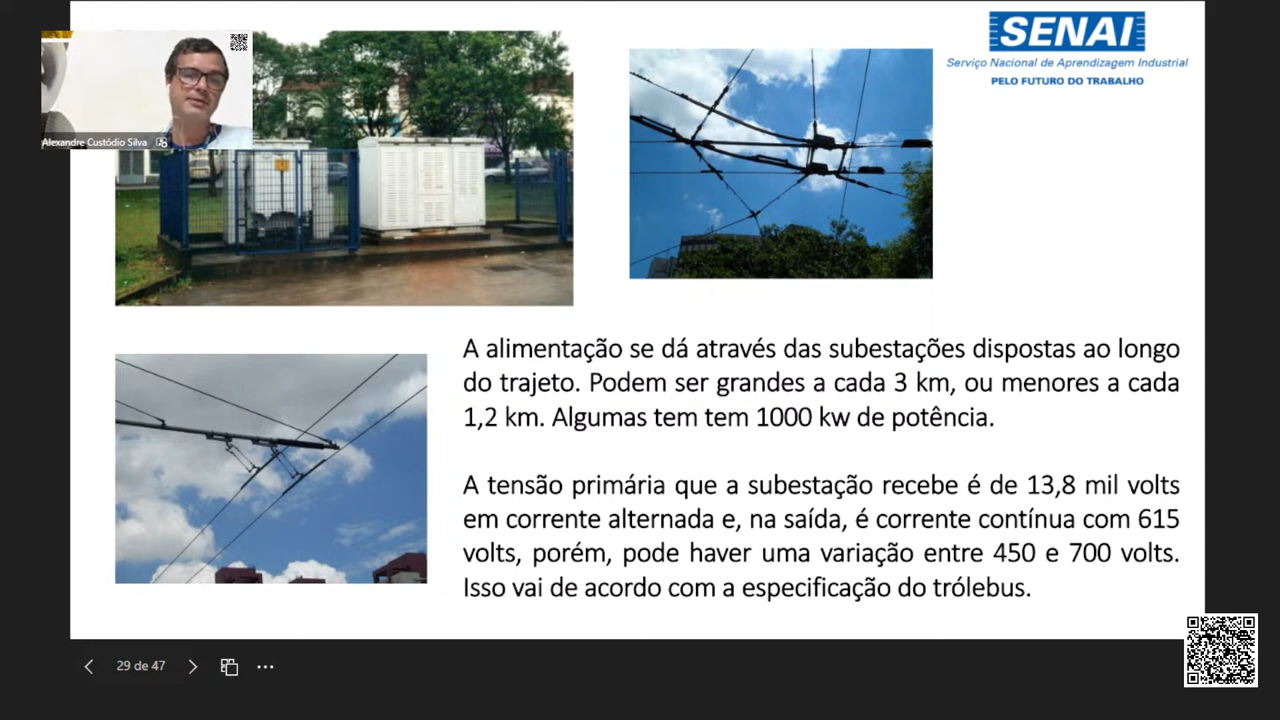 SENAI
Serviço Nacional de Aprendizagem Industrial
PELO FUTURO DO TRABALHO
Alexandre Custódio Silva
A alimentação se dá através das subestações dispostas ao longo
do trajeto. Podem ser grandes a cada 3 km, ou menores a cada
1,2 km. Algumas tem tem 1000 kw de potência.
A tensão primária que a subestação recebe é de 13,8 mil volts
em corrente alternada e, na saída, é corrente contínua com 615
volts, porém, pode haver uma variação entre 450 e 700 volts.
Isso vai de acordo com a especificação do trólebus.
29 de 47